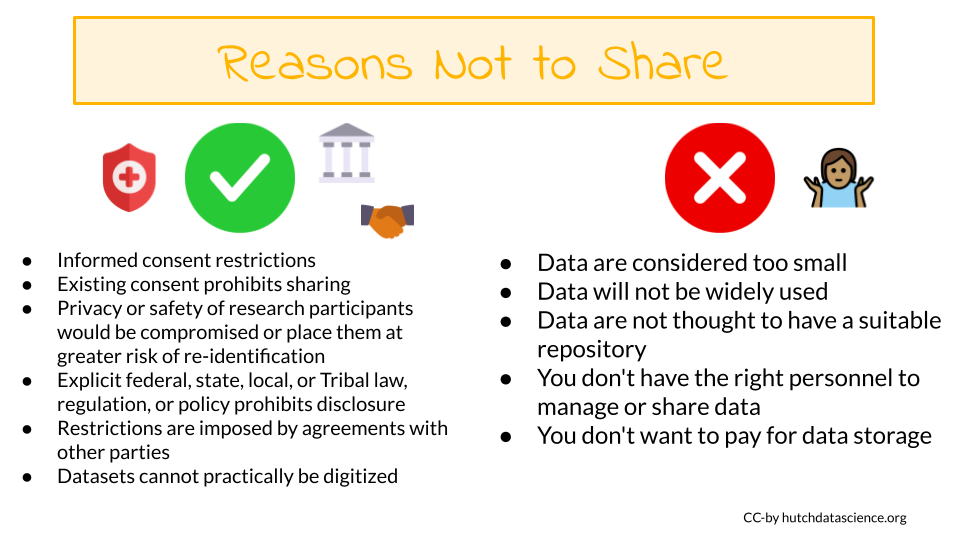 Reasons Not to Share
● Informed consent restrictions
● Existing consent prohibits sharing
● Privacy or safety of research participants
would be compromised or place them at
greater risk of re-identification
● Explicit federal, state, local, or Tribal law,
regulation, or policy prohibits disclosure
● Restrictions are imposed by agreements with
other parties
● Datasets cannot practically be digitized
● Data are considered too small
● Data will not be widely used
● Data are not thought to have a suitable
repository
● You don't have the right personnel to
manage or share data
● You don't want to pay for data storage
CC-by hutchdatascience.org